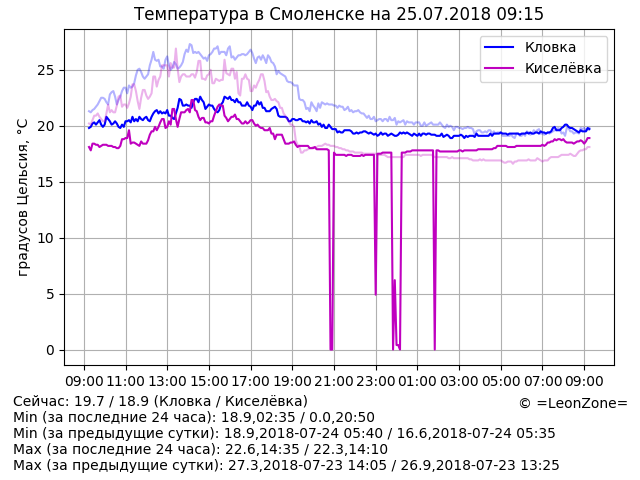 Температура в Смоленске на 25.07.2018 09:15
Кловка
Киселёвка
градусов Цельсия, °C
25
20
15
10
5
0
09:00 11:00 13:00 15:00 17:00 19:00 21:00 23:00 01:00 03:00 05:00 07:00 09:00
Сейчас: 19.7 / 18.9 (Кловка / Киселёвка)
© =LeonZone=
Min (за последние 24 часа): 18.9,02:35 / 0.0,20:50
Min (за предыдущие сутки): 18.9,2018-07-24 05:40 / 16.6,2018-07-24 05:35
Max (за последние 24 часа): 22.6,14:35 / 22.3,14:10
Max (за предыдущие сутки): 27.3,2018-07-23 14:05 / 26.9,2018-07-23 13:25